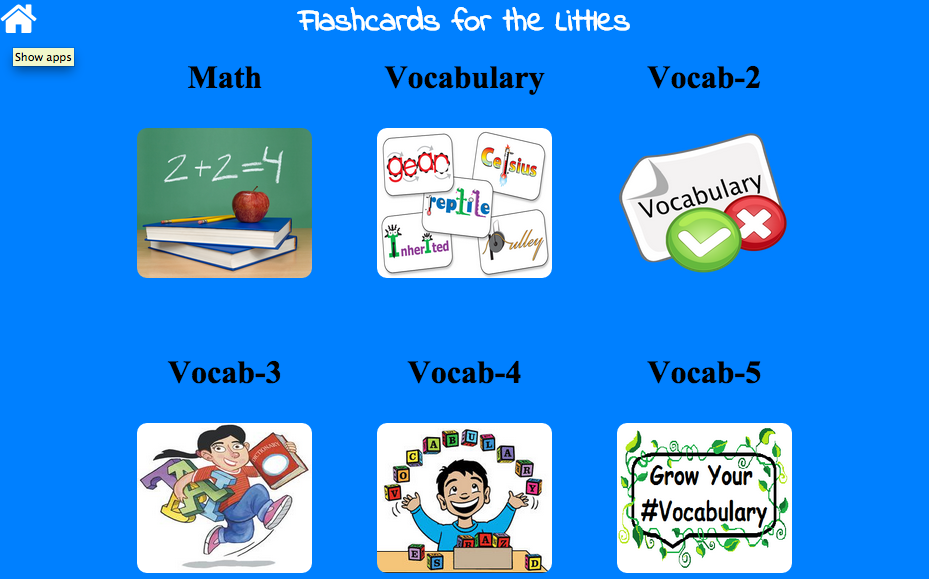 Flashcards for the Littles
Show apps
Math
Vocabulary
Vocab-2
2+2=4
gear
Celsius
reptile
Inherited
Pulley
Vocabulary
Vocab-3
Vocab-4
Vocab-5
DICTIONARY
VOCABULARY
E S B R A Z D
Grow Your
#Vocabulary